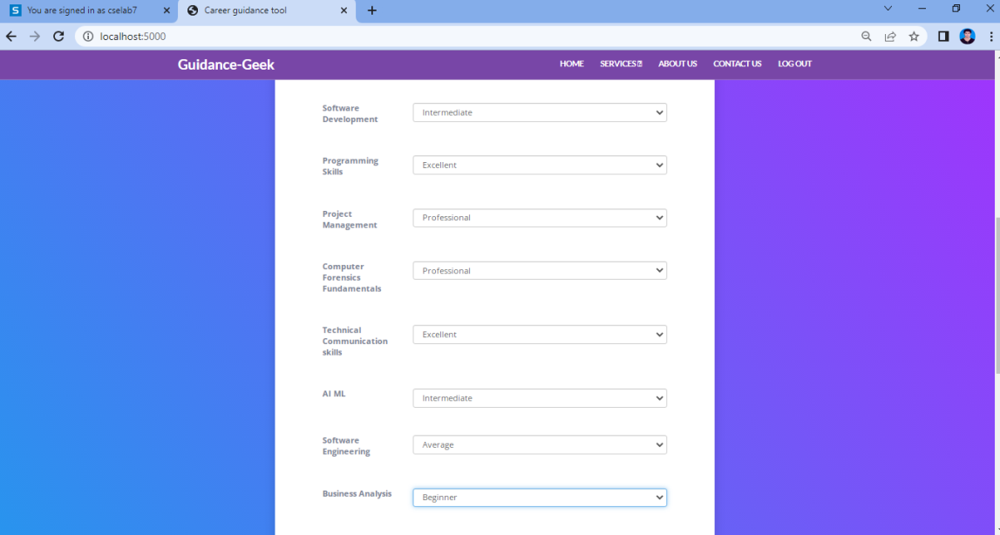 You are signed in as cselab7
Career guidance tool
localhost:5000
Guidance-Geek
HOME SERVICES ABOUT US CONTACT US LOG OUT
Software
Development
Intermediate
Programming
Skills
Excellent
Project
Management
Professional
Computer
Forensics
Fundamentals
Professional
Technical
Communication
skills
Excellent
AI ML
Intermediate
Software
Engineering
Average
Business Analysis
Beginner